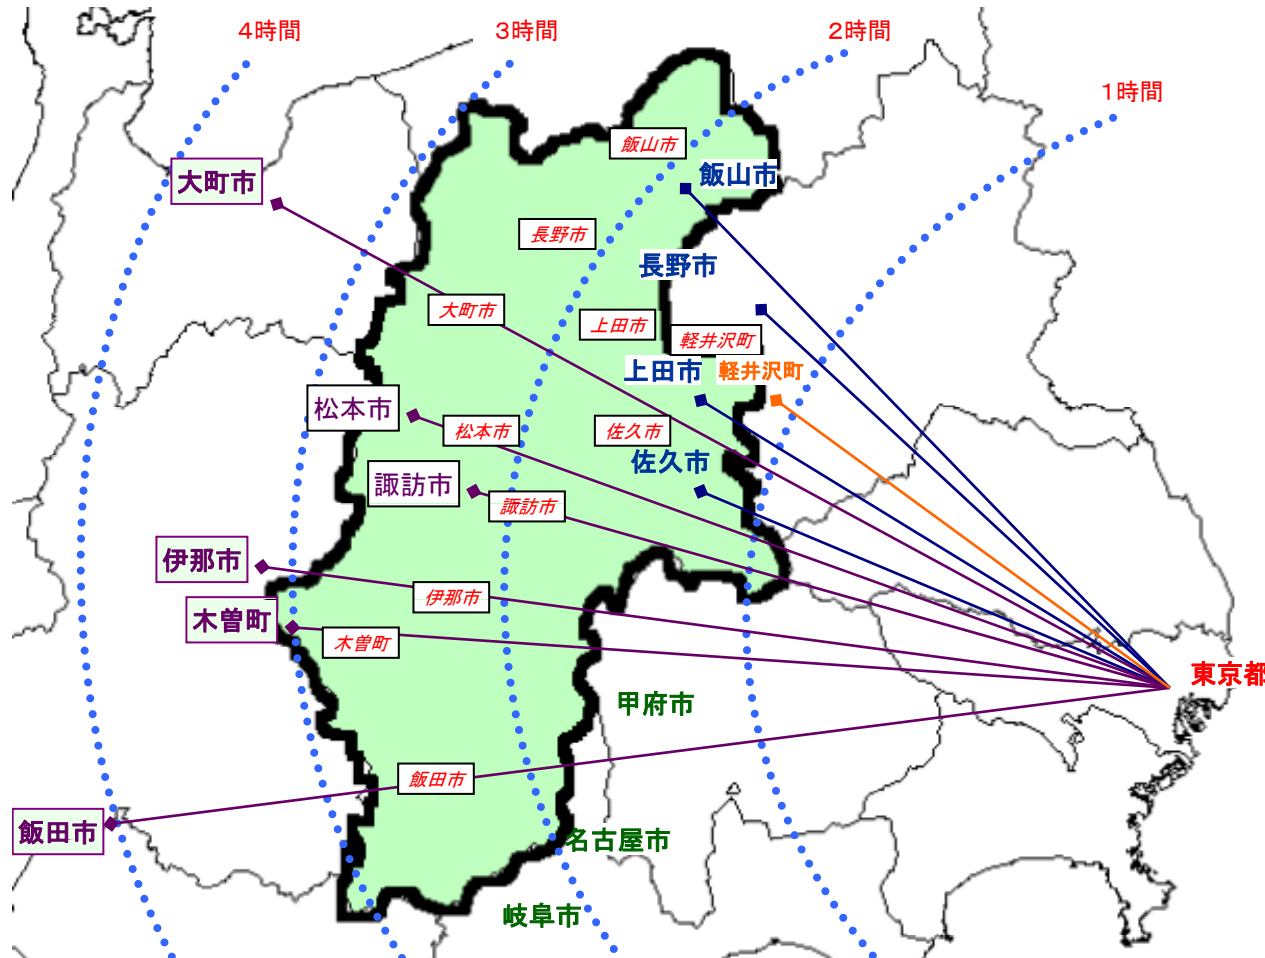 4時間
3時間
2時間
1時間
飯山市
飯山市
大町市
長野市
長野市
大町市
上田市
軽井沢町
上田市
軽井沢町
松本市
松本市
佐久市
佐久市
諏訪市
諏訪市
伊那市
伊那市
木曽町
木曽町
東京都
甲府市
飯田市
飯田市
名古屋市
岐阜市